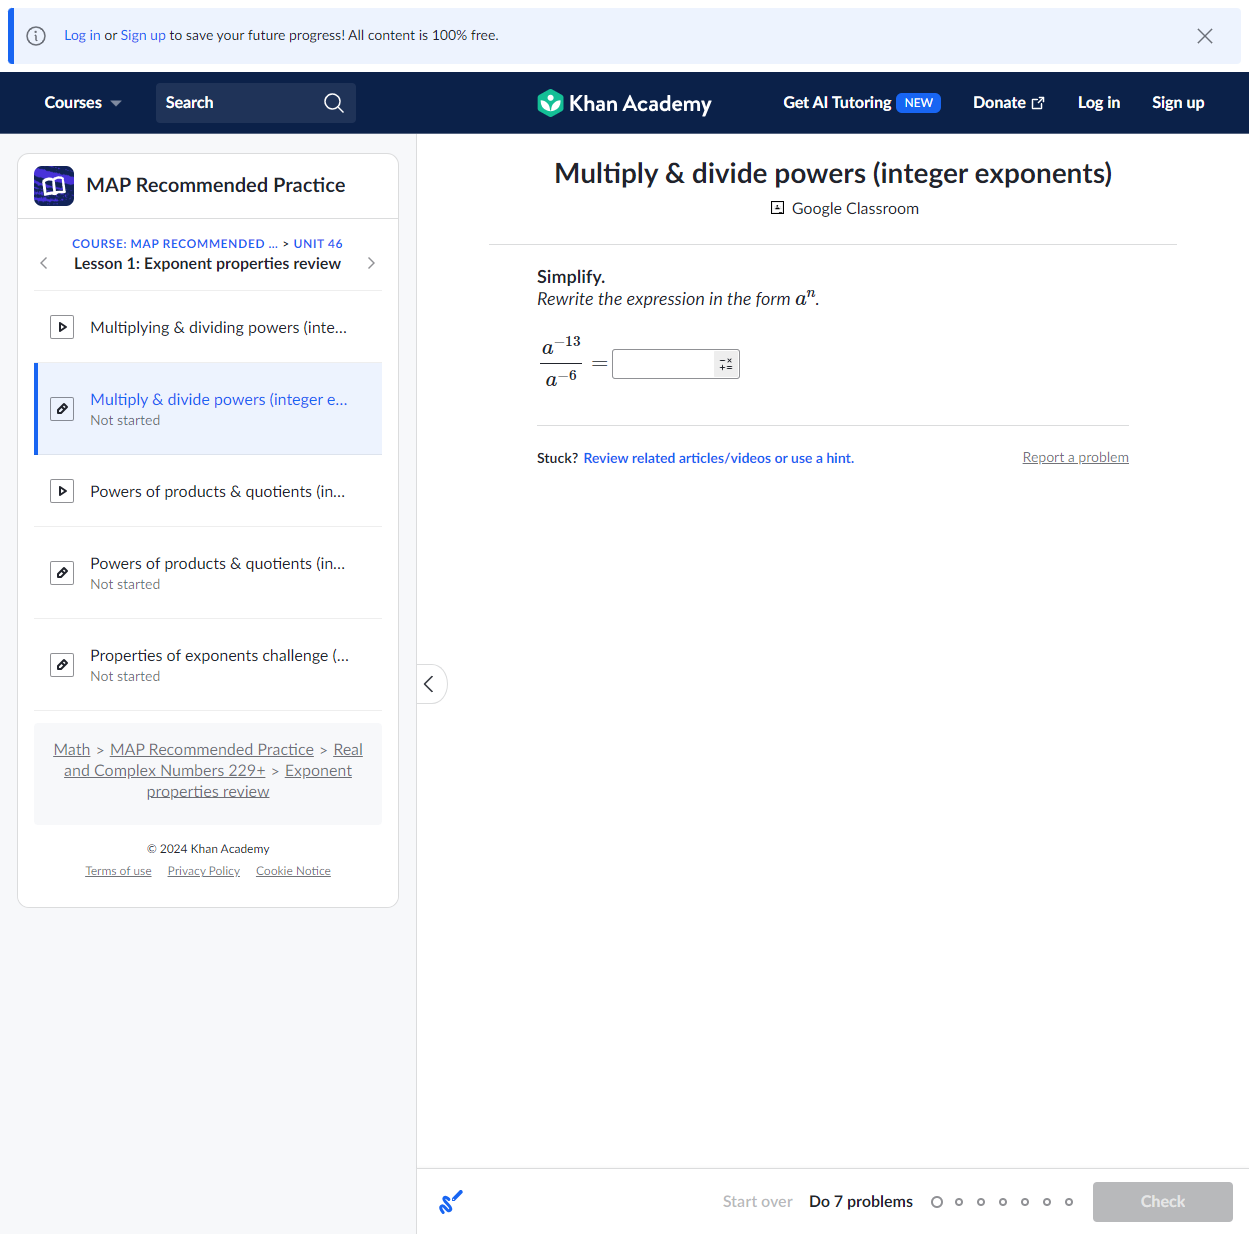 Log in or Sign up to save your future progress! All content is 100% free.
Courses
Search
Khan Academy
Get AI Tutoring NEW
Donate
Log in
Sign up
MAP Recommended Practice
COURSE: MAP RECOMMENDED ... > UNIT 46
Lesson 1: Exponent properties review
Multiplying & dividing powers (inte...
Multiply & divide powers (integer e...
Not started
Powers of products & quotients (in...
Powers of products & quotients (in...
Not started
Properties of exponents challenge (...
Not started
Math > MAP Recommended Practice > Real
and Complex Numbers 229+ > Exponent
properties review
© 2024 Khan Academy
Terms of use Privacy Policy Cookie Notice
Multiply & divide powers (integer exponents)
Google Classroom
Simplify.
Rewrite the expression in the form aⁿ.
a⁻¹³
=
a⁻⁶
Stuck? Review related articles/videos or use a hint.
Report a problem
Start over
Do 7 problems
Check